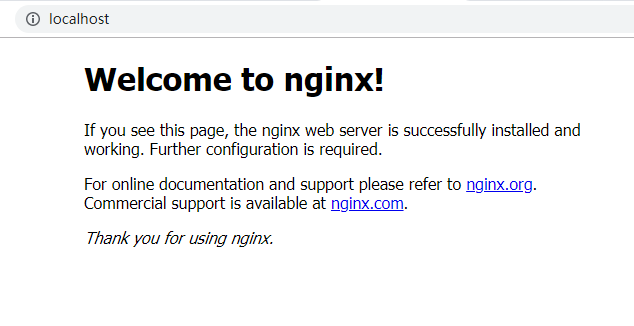 localhost
Welcome to nginx!
If you see this page, the nginx web server is successfully installed and
working. Further configuration is required.
For online documentation and support please refer to nginx.org.
Commercial support is available at nginx.com.
Thank you for using nginx.